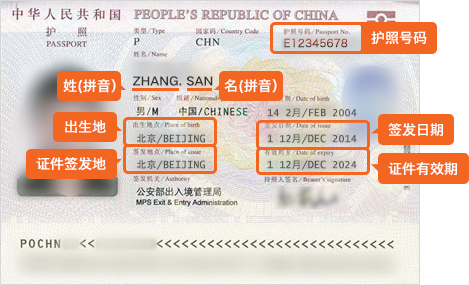 中华人民共和国 PEOPLE'S REPUBLIC OF CHINA
护照
PASSPORT
类型/Type 国家码/Country Code 护照号码/Passport No.
P CHN E12345678 护照号码
姓名/Name
ZHANG. SAN
姓(拼音) 名(拼音)
性别/Sex 国籍/National 日期/Date of birth
男/M 中国/CHINESE 14 2月/FEB 2004
出生地 出生地点/Place of birth 签发日期/Date of issue 签发日期
北京/BEIJING 1 12月/DEC 2014
证件签发地 签发地点/Place of issue 有效期至/Date of expiry 证件有效期
北京/BEIJING 1 12月/DEC 2024
签发机关/Authority 持照人签名/Bearer's signature
公安部出入境管理局
MPS Exit & Entry Administration
POCHN <<<<<<<<<<<<<<<<<<<<<<<<<<<